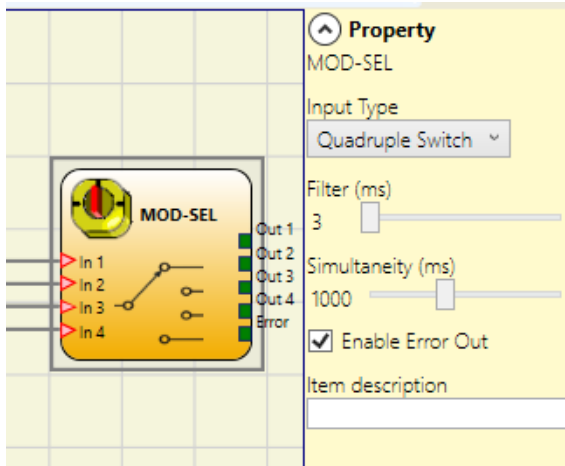 Property
MOD-SEL
Input Type
Quadruple Switch
Filter (ms)
3
Simultaneity (ms)
1000
Enable Error Out
Item description
MOD-SEL
In 1
In 2
In 3
In 4
Out 1
Out 2
Out 3
Out 4
Error